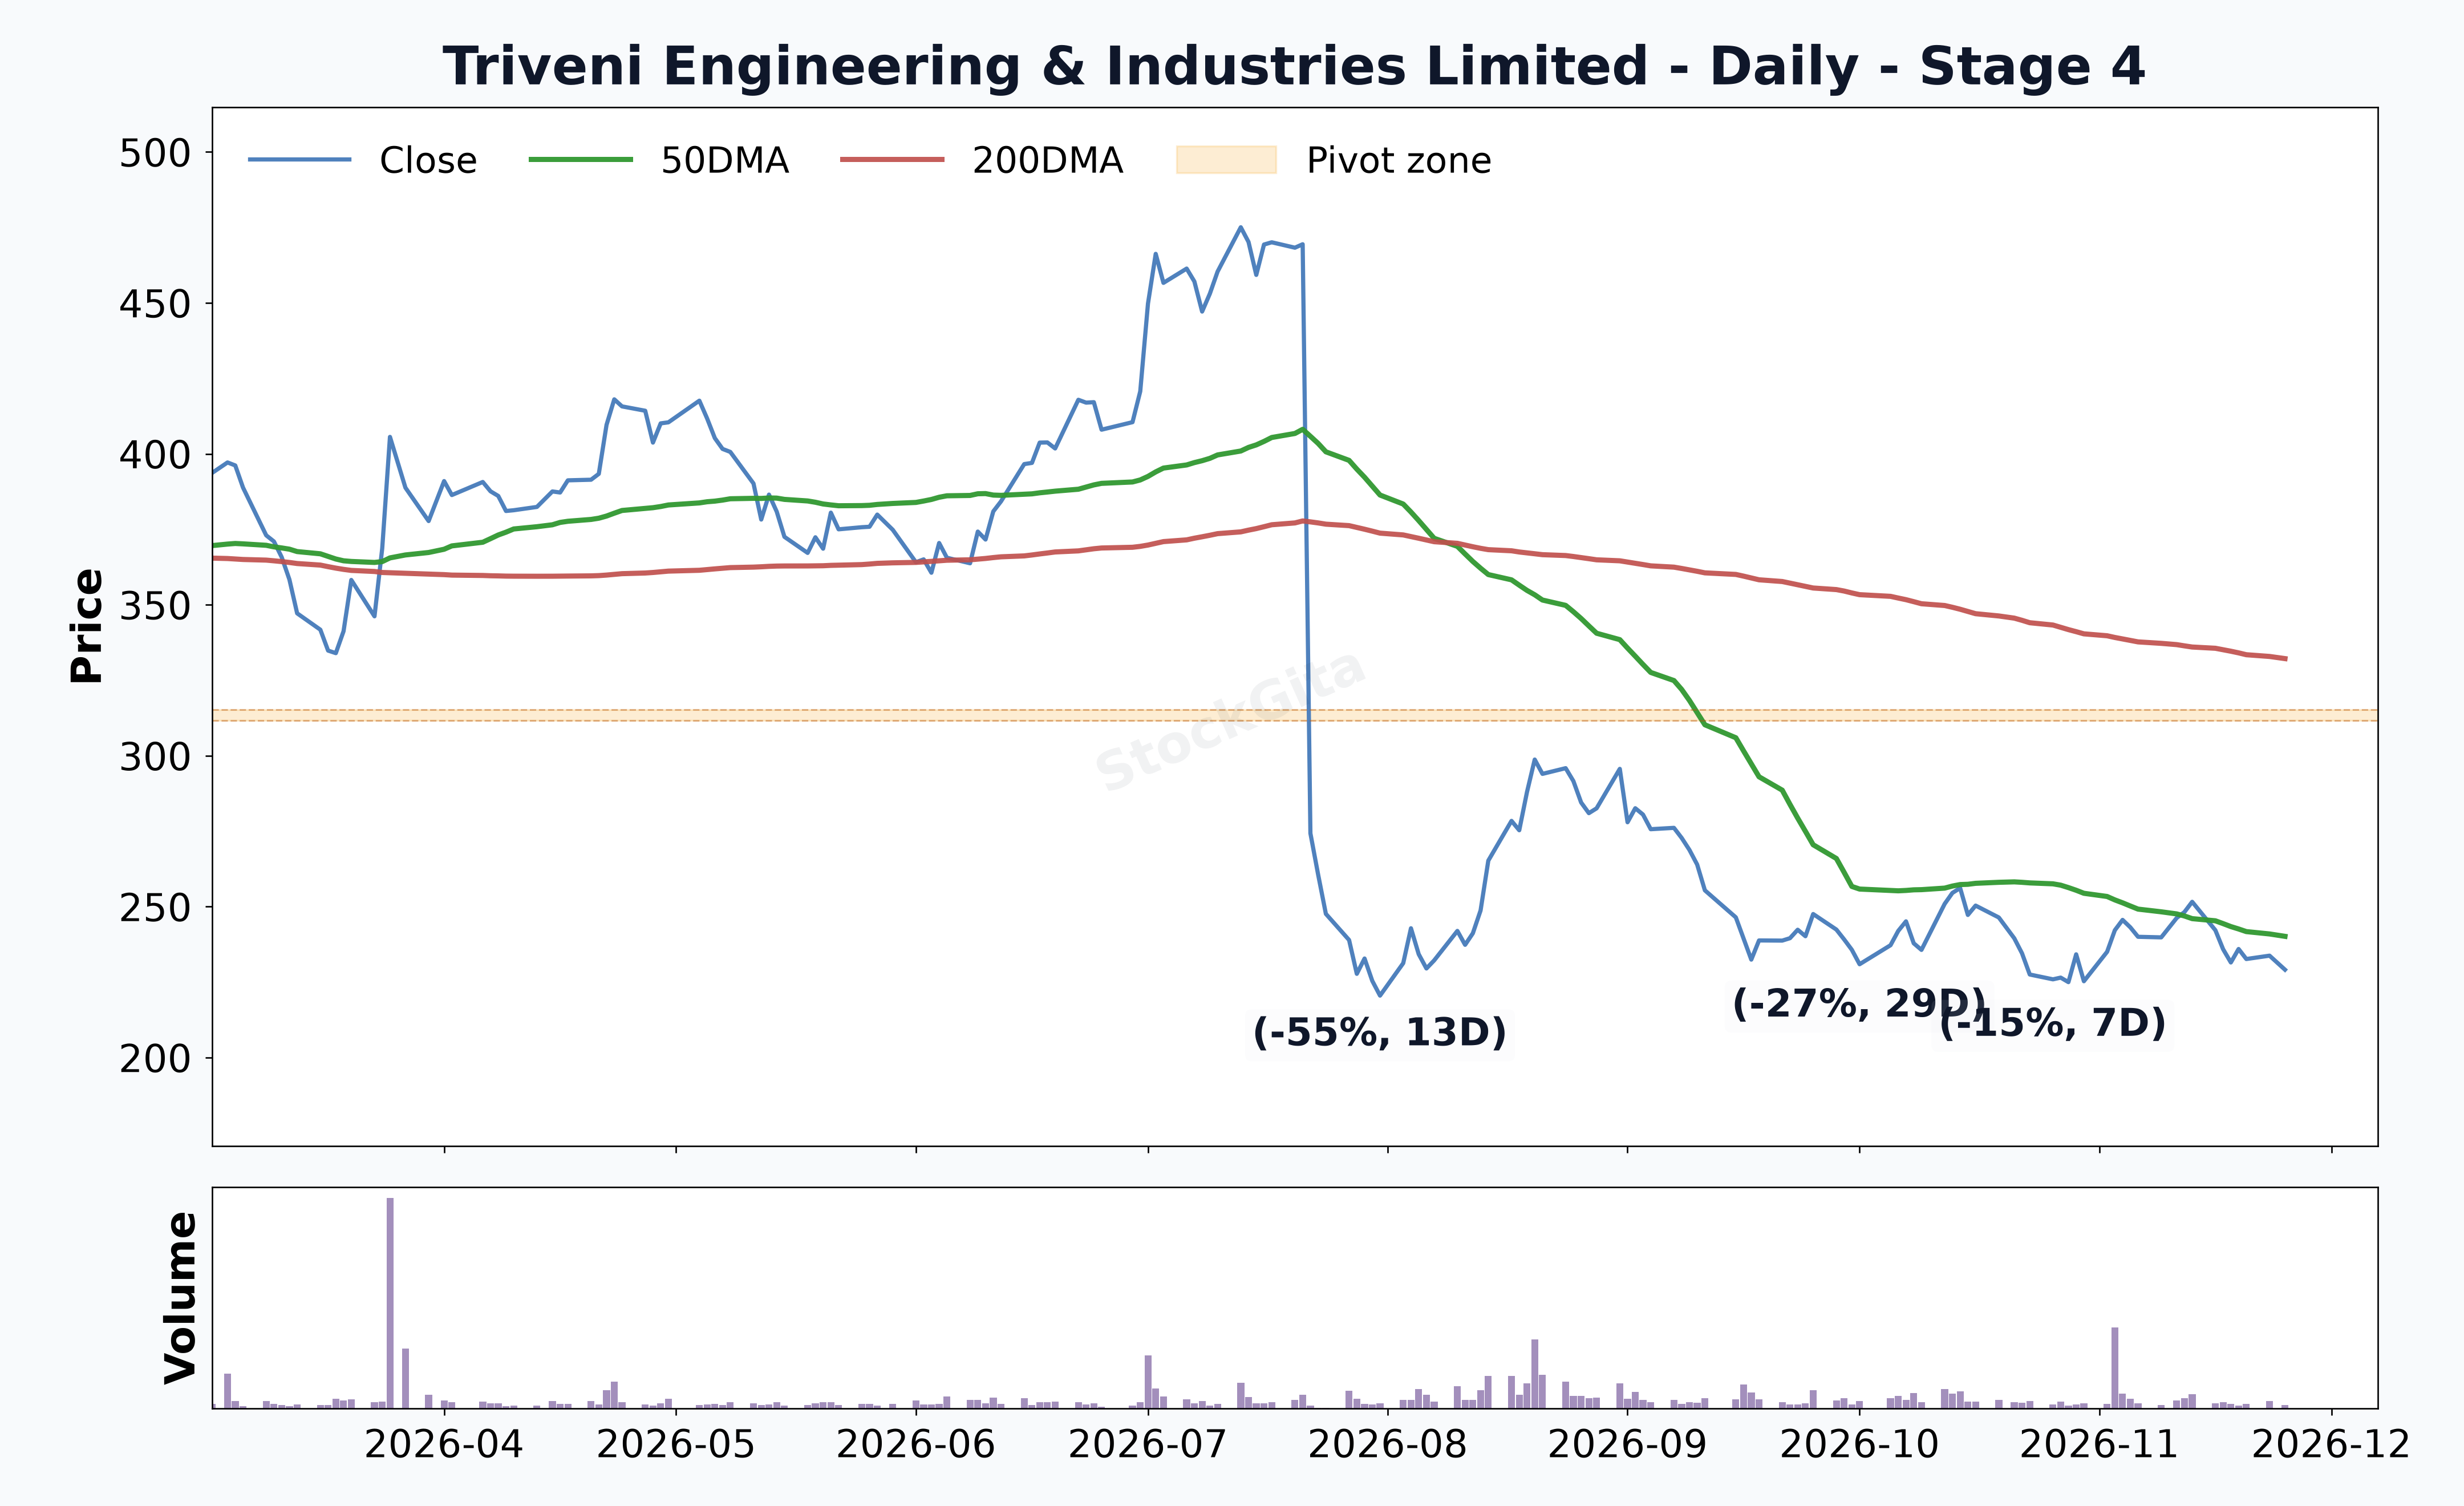 Triveni Engineering & Industries Limited - Daily - Stage 4
Close 50DMA 200DMA Pivot zone
Price
500
450
400
350
300
250
200
StockGita
(-55%, 13D)
(-27%, 29D)
(-15%, 7D)
Volume
2026-04 2026-05 2026-06 2026-07 2026-08 2026-09 2026-10 2026-11 2026-12